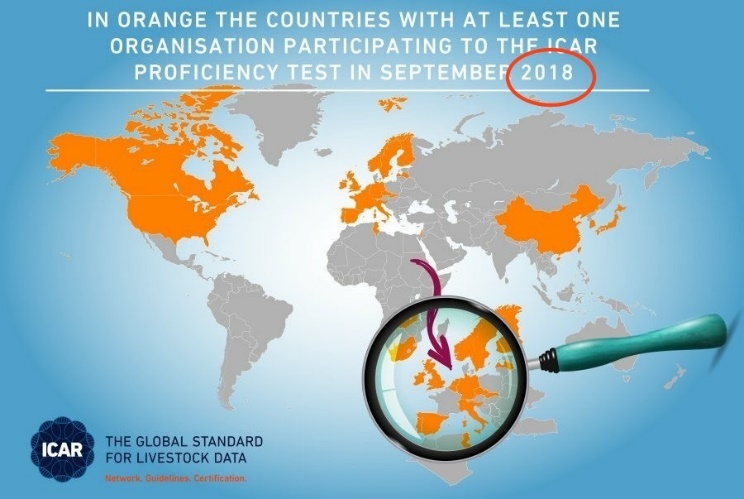 IN ORANGE THE COUNTRIES WITH AT LEAST ONE
ORGANISATION PARTICIPATING TO THE ICAR
PROFICIENCY TEST IN SEPTEMBER 2018
ICAR
THE GLOBAL STANDARD
FOR LIVESTOCK DATA
Network. Guidelines. Certification.